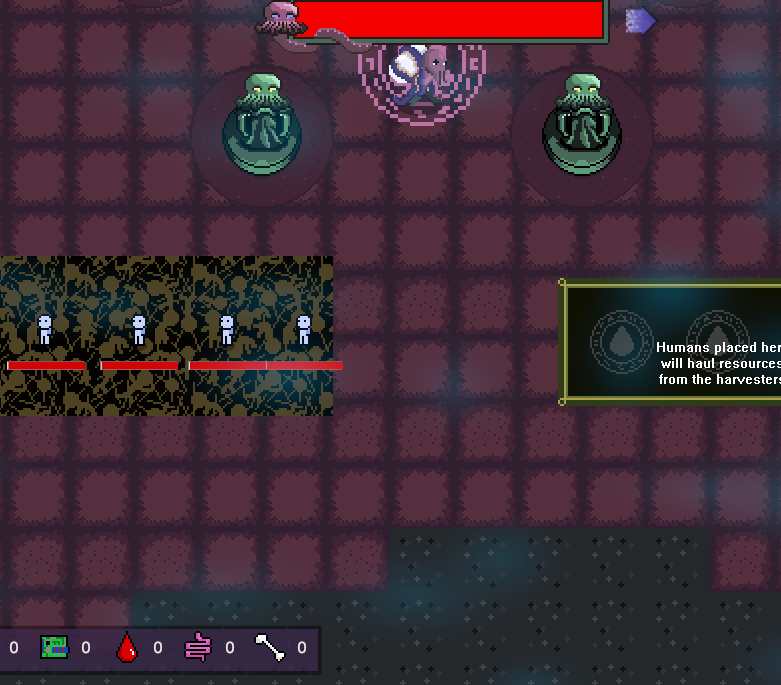 Humans placed her
will haul resources
from the harvesters
0 0 0 0 0